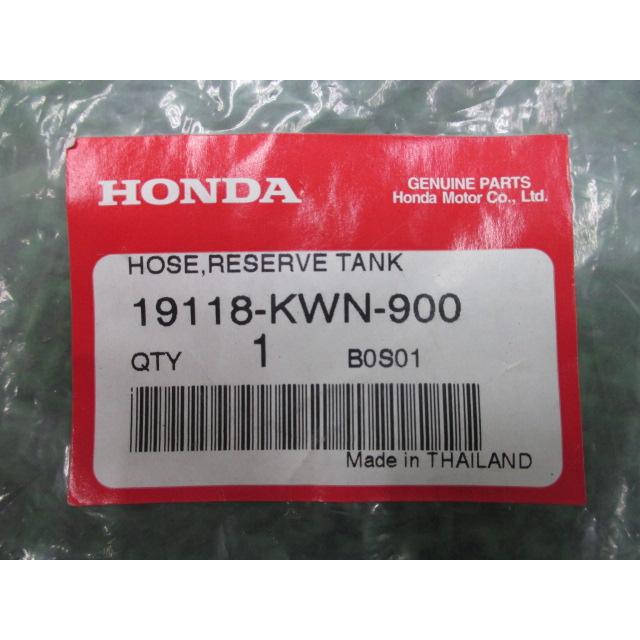 HONDA
GENUINE PARTS
Honda Motor Co., Ltd.
HOSE,RESERVE TANK
19118-KWN-900
QTY 1 B0S01
Made in THAILAND